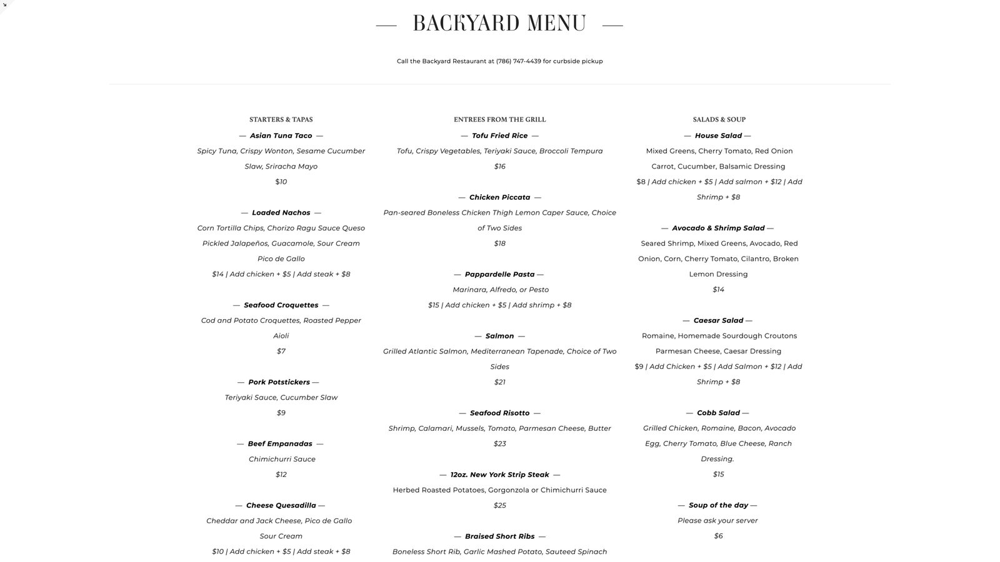 BACKYARD MENU
Call the Backyard Restaurant at (786) 747-4439 for curbside pickup
STARTERS & TAPAS
— Asian Tuna Taco —
Spicy Tuna, Crispy Wonton, Sesame Cucumber
Slaw, Sriracha Mayo
$10
— Loaded Nachos —
Corn Tortilla Chips, Chorizo Ragu Sauce Queso
Pickled Jalapeños, Guacamole, Sour Cream
Pico de Gallo
$14 | Add chicken + $5 | Add steak + $8
— Seafood Croquettes —
Cod and Potato Croquettes, Roasted Pepper
Aioli
$7
— Pork Potstickers —
Teriyaki Sauce, Cucumber Slaw
$9
— Beef Empanadas —
Chimichurri Sauce
$12
— Cheese Quesadilla —
Cheddar and Jack Cheese, Pico de Gallo
Sour Cream
$10 | Add chicken + $5 | Add steak + $8
ENTREES FROM THE GRILL
— Tofu Fried Rice —
Tofu, Crispy Vegetables, Teriyaki Sauce, Broccoli Tempura
$16
— Chicken Piccata —
Pan-seared Boneless Chicken Thigh Lemon Caper Sauce, Choice
of Two Sides
$18
— Pappardelle Pasta —
Marinara, Alfredo, or Pesto
$15 | Add chicken + $5 | Add shrimp + $8
— Salmon —
Grilled Atlantic Salmon, Mediterranean Tapenade, Choice of Two
Sides
$21
— Seafood Risotto —
Shrimp, Calamari, Mussels, Tomato, Parmesan Cheese, Butter
$23
— 12oz. New York Strip Steak —
Herbed Roasted Potatoes, Gorgonzola or Chimichurri Sauce
$25
— Braised Short Ribs —
Boneless Short Rib, Garlic Mashed Potato, Sauteed Spinach
SALADS & SOUP
— House Salad —
Mixed Greens, Cherry Tomato, Red Onion
Carrot, Cucumber, Balsamic Dressing
$8 | Add chicken + $5 | Add salmon + $12 | Add
Shrimp + $8
— Avocado & Shrimp Salad —
Seared Shrimp, Mixed Greens, Avocado, Red
Onion, Corn, Cherry Tomato, Cilantro, Broken
Lemon Dressing
$14
— Caesar Salad —
Romaine, Homemade Sourdough Croutons
Parmesan Cheese, Caesar Dressing
$9 | Add Chicken + $5 | Add Salmon + $12 | Add
Shrimp + $8
— Cobb Salad —
Grilled Chicken, Romaine, Bacon, Avocado
Egg, Cherry Tomato, Blue Cheese, Ranch
Dressing.
$15
— Soup of the day —
Please ask your server
$6